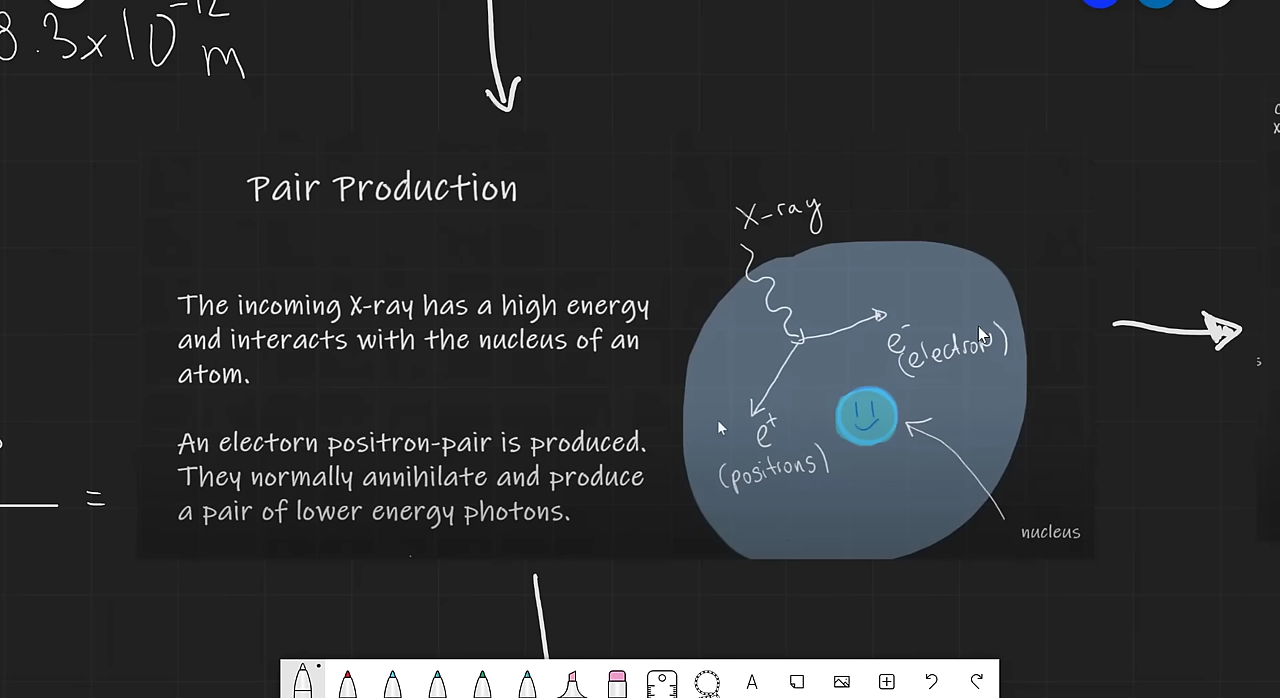 8.3x10⁻¹² m
Pair Production
X-ray
The incoming X-ray has a high energy
and interacts with the nucleus of an
atom.
e⁻
(electron)
An electorn positron-pair is produced.
They normally annihilate and produce
a pair of lower energy photons.
e⁺
(positrons)
nucleus
=
A